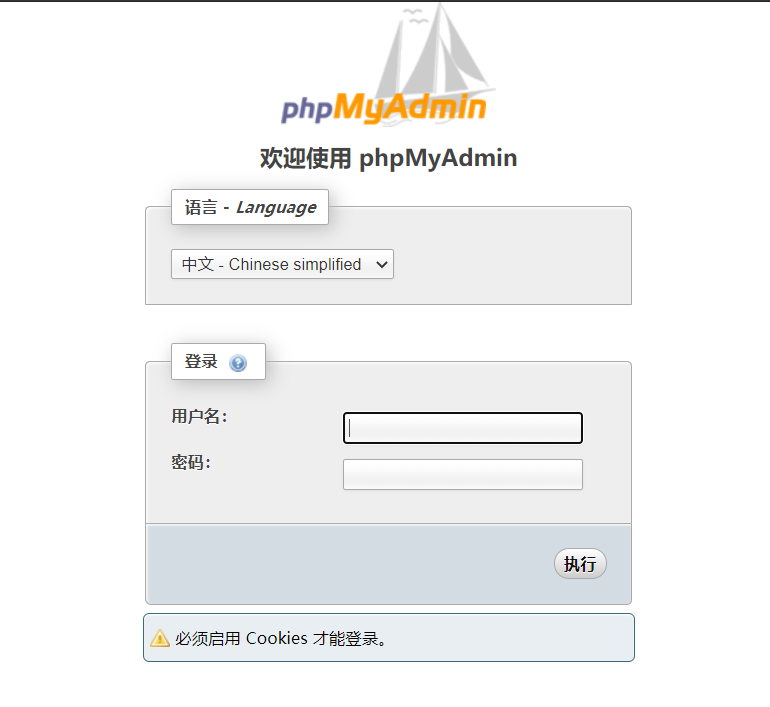 phpMyAdmin
欢迎使用 phpMyAdmin
语言 - Language
中文 - Chinese simplified
登录
用户名：
密码：
执行
必须启用 Cookies 才能登录。